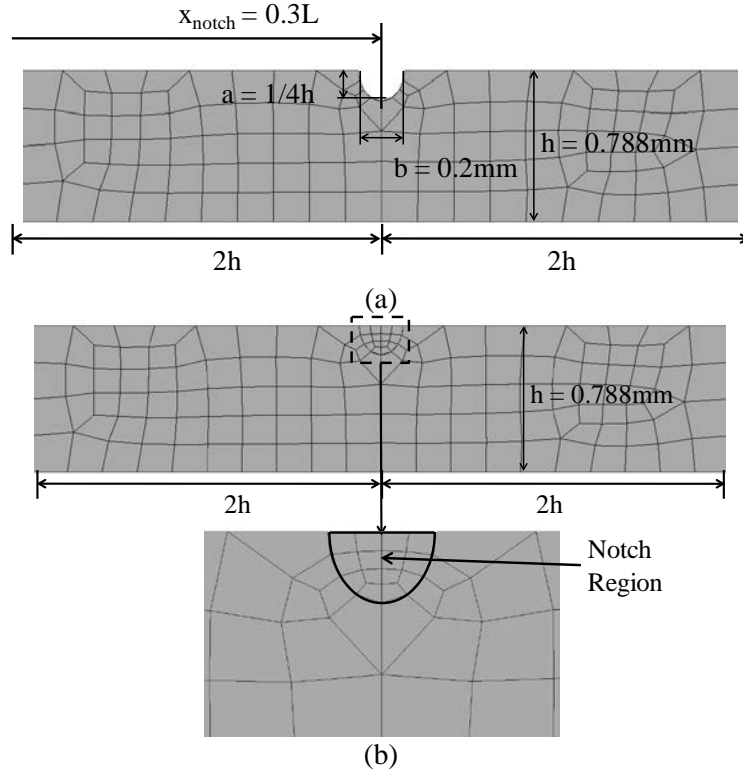 x_notch = 0.3L
a = 1/4h
h = 0.788mm
b = 0.2mm
2h
2h
(a)
h = 0.788mm
2h
2h
Notch
Region
(b)